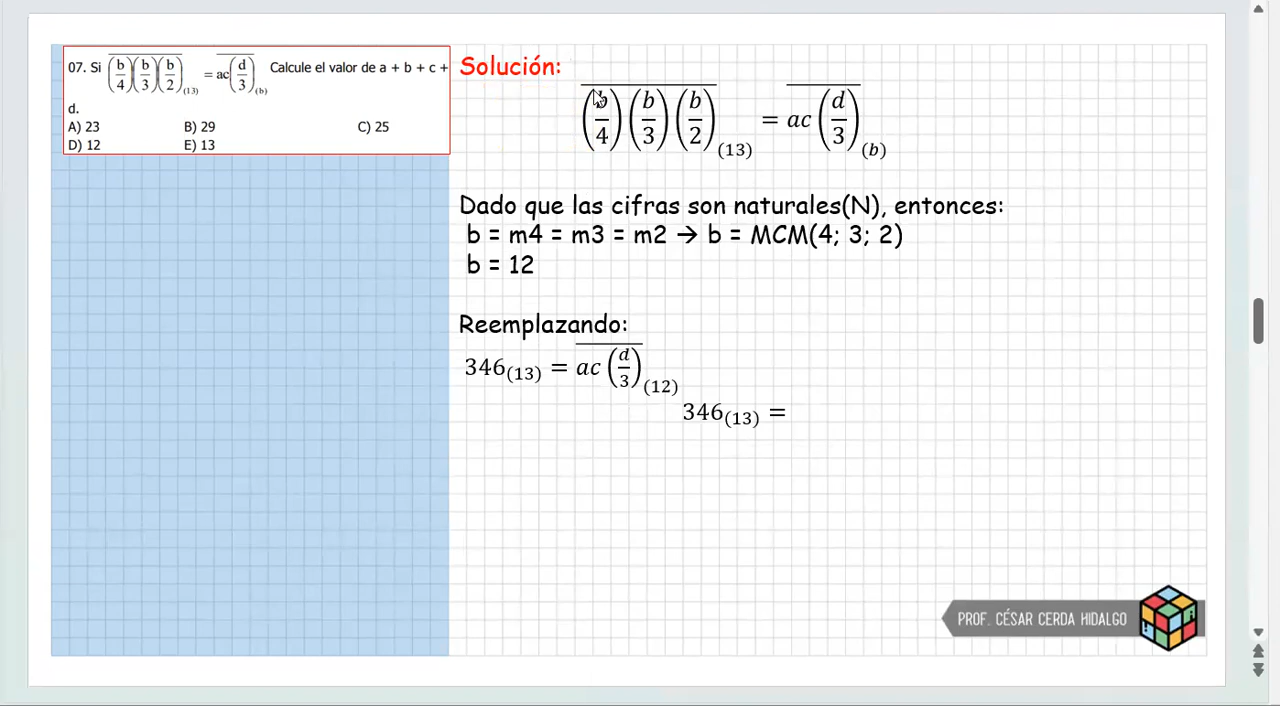 07. Si (b/4)(b/3)(b/2)₍₁₃₎ = ac(d/3)₍b₎ Calcule el valor de a + b + c +
d.
A) 23 B) 29 C) 25
D) 12 E) 13
Solución:
(b/4)(b/3)(b/2)₍₁₃₎ = ac(d/3)₍b₎
Dado que las cifras son naturales(N), entonces:
b = m4 = m3 = m2 → b = MCM(4; 3; 2)
b = 12
Reemplazando:
346₍₁₃₎ = ac(d/3)₍₁₂₎
346₍₁₃₎ =
PROF. CÉSAR CERDA HIDALGO